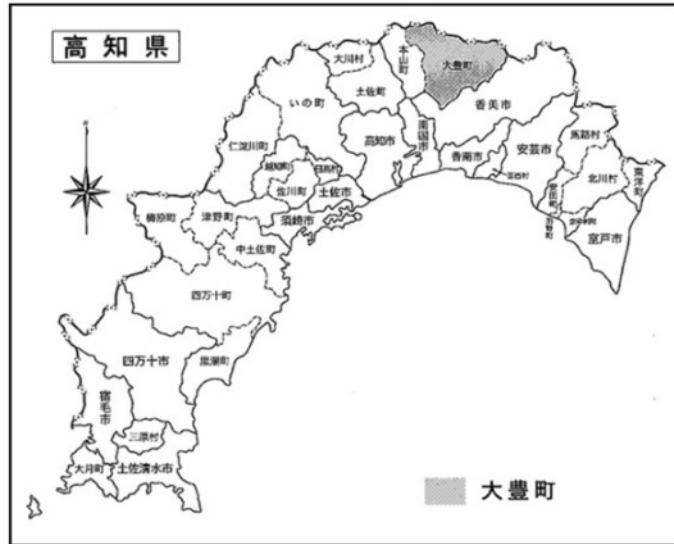 高知県
大川村
本山町
大豊町
土佐町
いの町
香美市
仁淀川町
高知市
南国市
香南市
安芸市
馬路村
越知町
日高村
佐川町
土佐市
芸西村
安田町
北川村
東洋町
梼原町
津野町
須崎市
中土佐町
田野町
室戸市
四万十町
四万十市
黒潮町
宿毛市
三原村
大月町
土佐清水市
大豊町